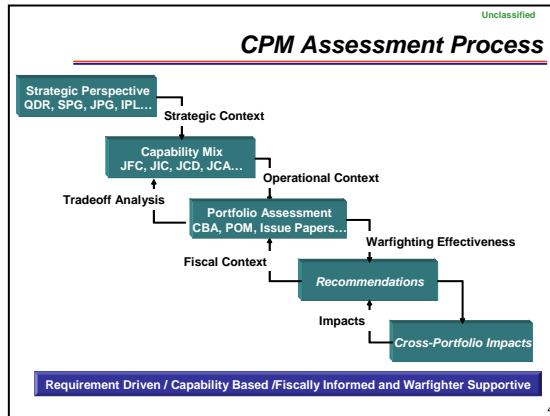 Unclassified
CPM Assessment Process
Strategic Perspective
QDR, SPG, JPG, IPL…
Strategic Context
Capability Mix
JFC, JIC, JCD, JCA…
Operational Context
Tradeoff Analysis
Portfolio Assessment
CBA, POM, Issue Papers…
Warfighting Effectiveness
Fiscal Context
Recommendations
Impacts
Cross-Portfolio Impacts
Requirement Driven / Capability Based /Fiscally Informed and Warfighter Supportive